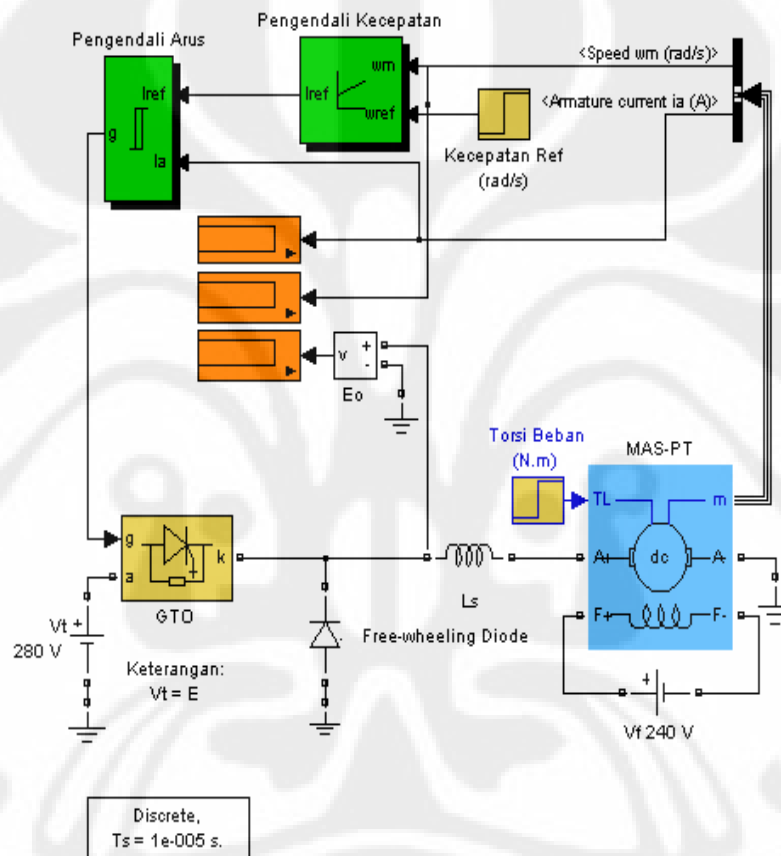 Pengendali Kecepatan
Pengendali Arus
<Speed wm (rad/s)>
wm
Iref
Iref
<Armature current ia (A)>
wref
g
Kecepatan Ref
(rad/s)
Ia
v
+
-
Eo
Torsi Beban
(N.m)
MAS-PT
TL
m
g
k
A+
dc
A-
a
Ls
GTO
F+
F-
Vt +
280 V
Free-wheeling Diode
Keterangan:
Vt = E
+
Vf 240 V
Discrete,
Ts = 1e-005 s.